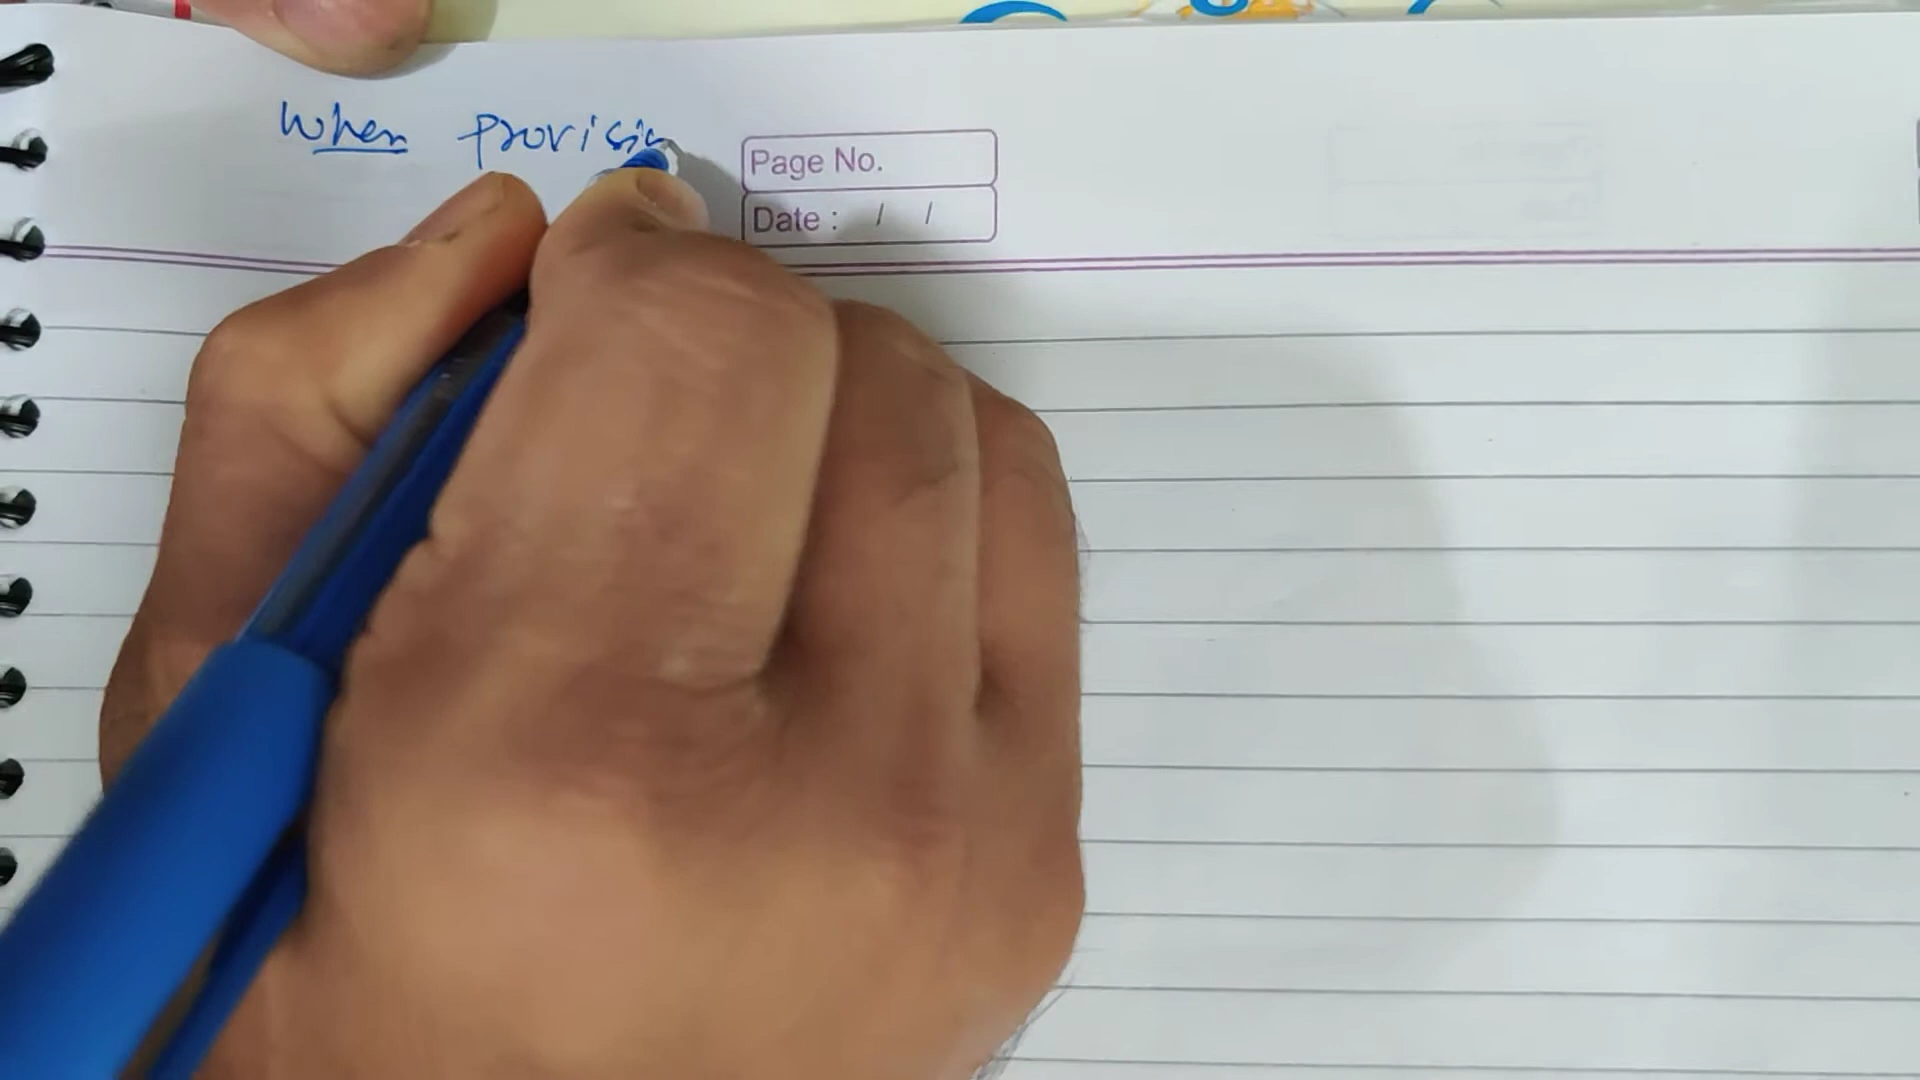 When provisio
Page No.
Date : / /